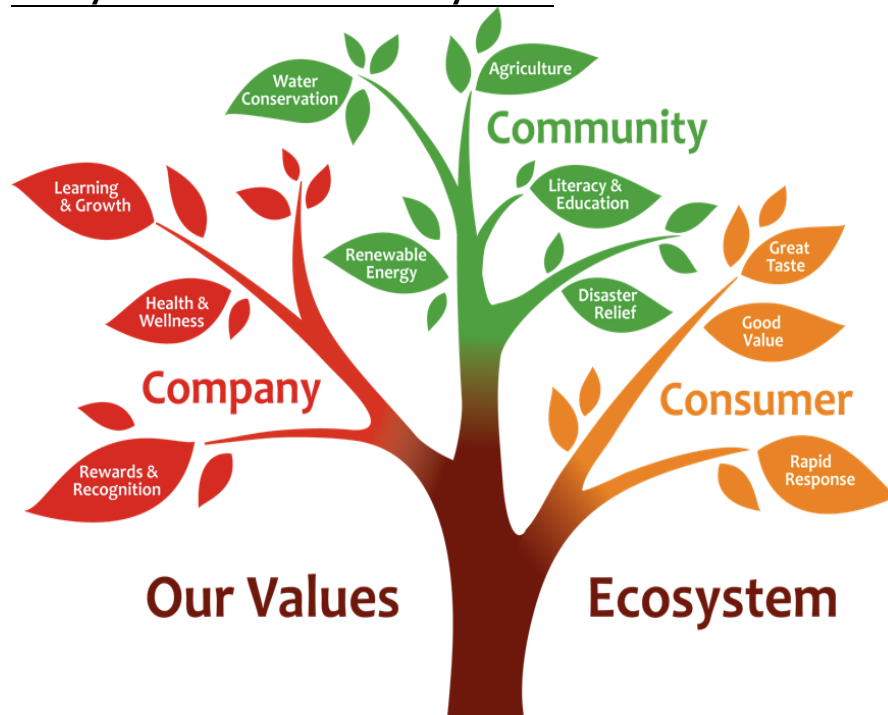 Water
Conservation
Agriculture
Community
Learning
& Growth
Literacy &
Education
Renewable
Energy
Great
Taste
Health &
Wellness
Disaster
Relief
Good
Value
Company
Consumer
Rewards &
Recognition
Rapid
Response
Our Values
Ecosystem